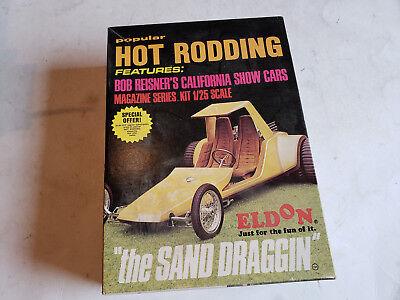 popular
HOT RODDING
FEATURES:
BOB REISNER'S CALIFORNIA SHOW CARS
MAGAZINE SERIES. KIT 1/25 SCALE
SPECIAL
OFFER!
ELDON®
Just for the fun of it.
"the SAND DRAGGIN"